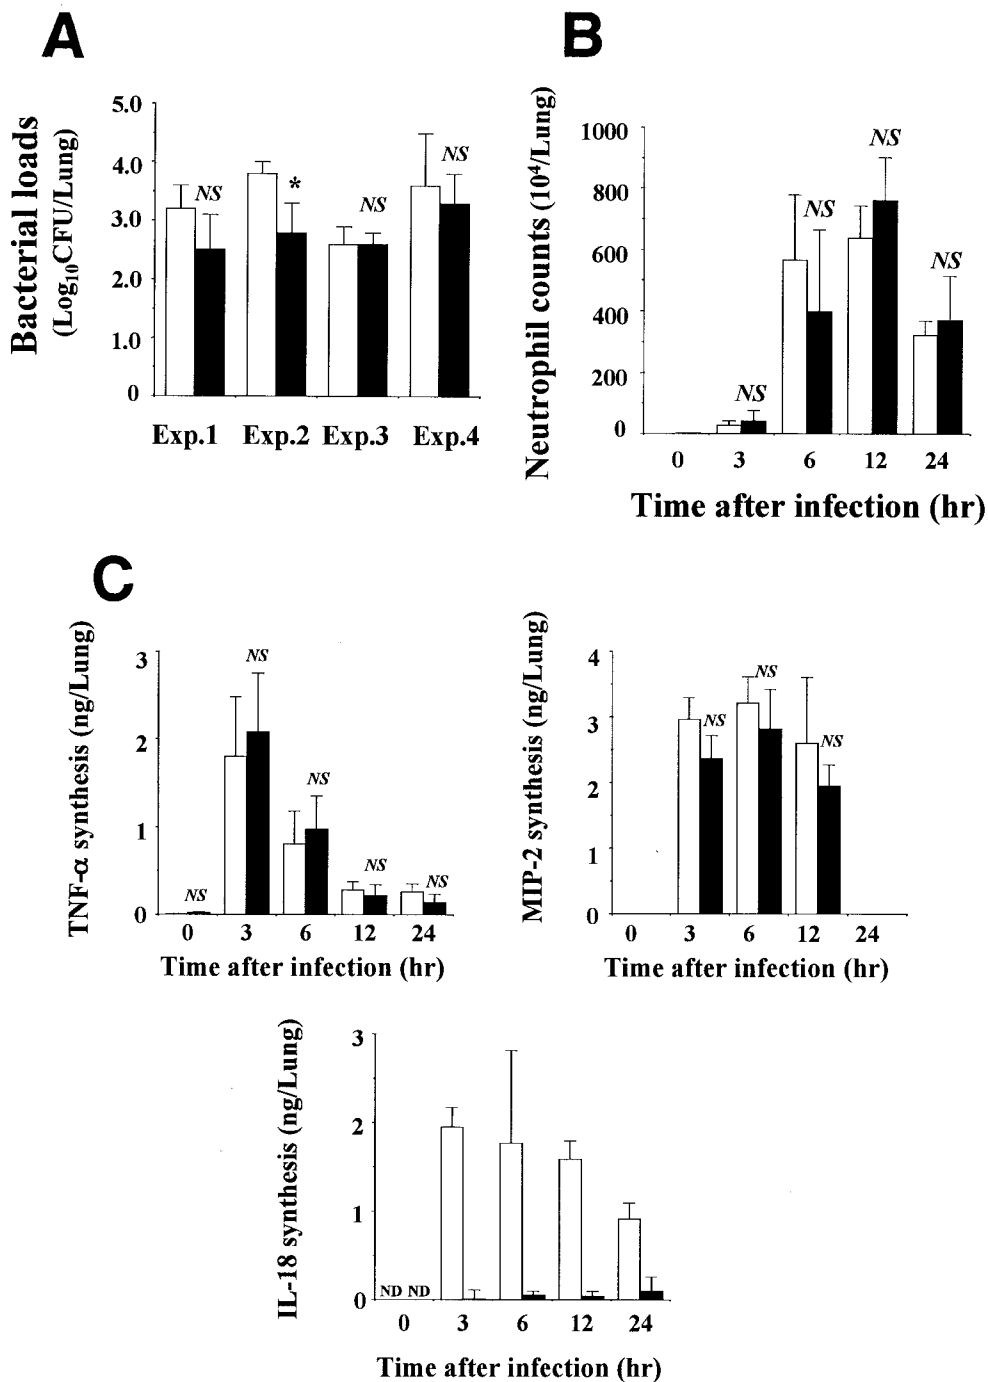 A
Bacterial loads
(Log10CFU/Lung)
5.0
4.0
3.0
2.0
1.0
0
NS
*
NS
NS
Exp.1 Exp.2 Exp.3 Exp.4
B
Neutrophil counts (10⁴/Lung)
1000
800
600
400
200
0
NS
NS
NS
NS
0 3 6 12 24
Time after infection (hr)
C
TNF-α synthesis (ng/Lung)
3
2
1
0
NS
NS
NS
NS
NS
0 3 6 12 24
Time after infection (hr)
MIP-2 synthesis (ng/Lung)
4
3
2
1
0
NS
NS
NS
0 3 6 12 24
Time after infection (hr)
IL-18 synthesis (ng/Lung)
3
2
1
0
ND ND
0 3 6 12 24
Time after infection (hr)